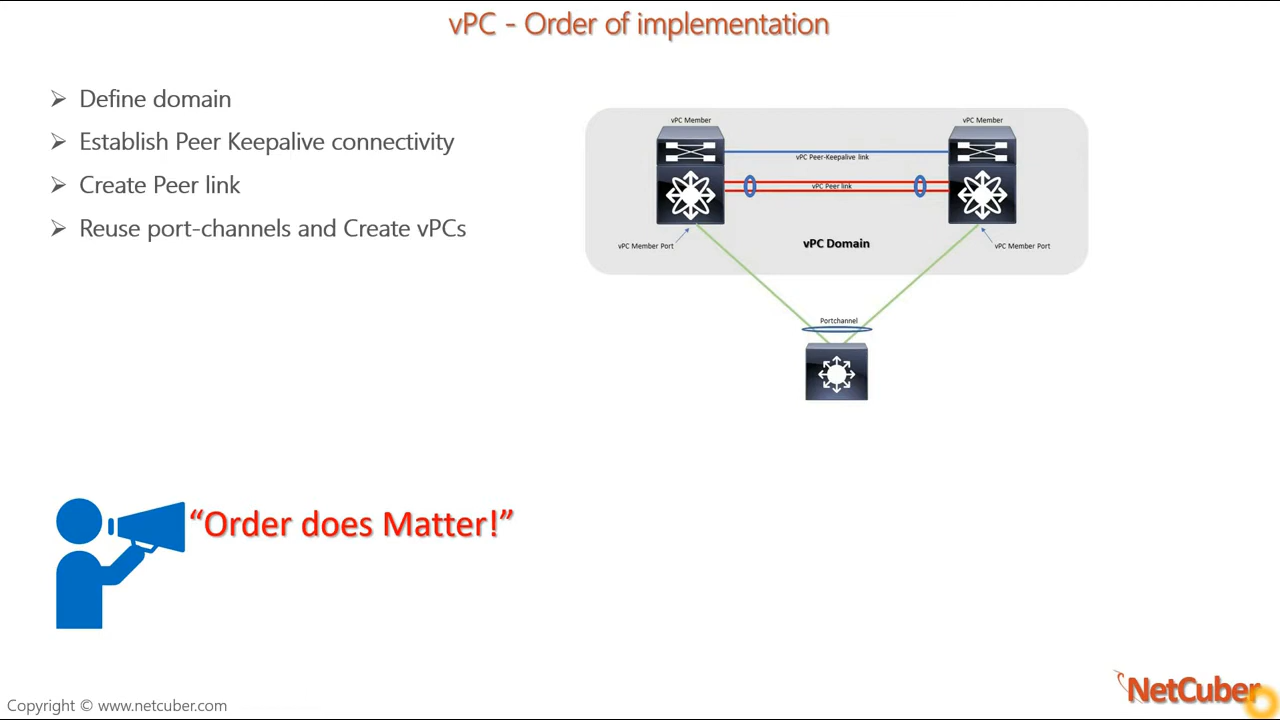 vPC - Order of implementation
Define domain
Establish Peer Keepalive connectivity
Create Peer link
Reuse port-channels and Create vPCs
vPC Member
vPC Member
vPC Peer-Keepalive link
vPC Peer link
vPC Member Port
vPC Domain
vPC Member Port
Portchannel
“Order does Matter!”
NetCuber
Copyright © www.netcuber.com